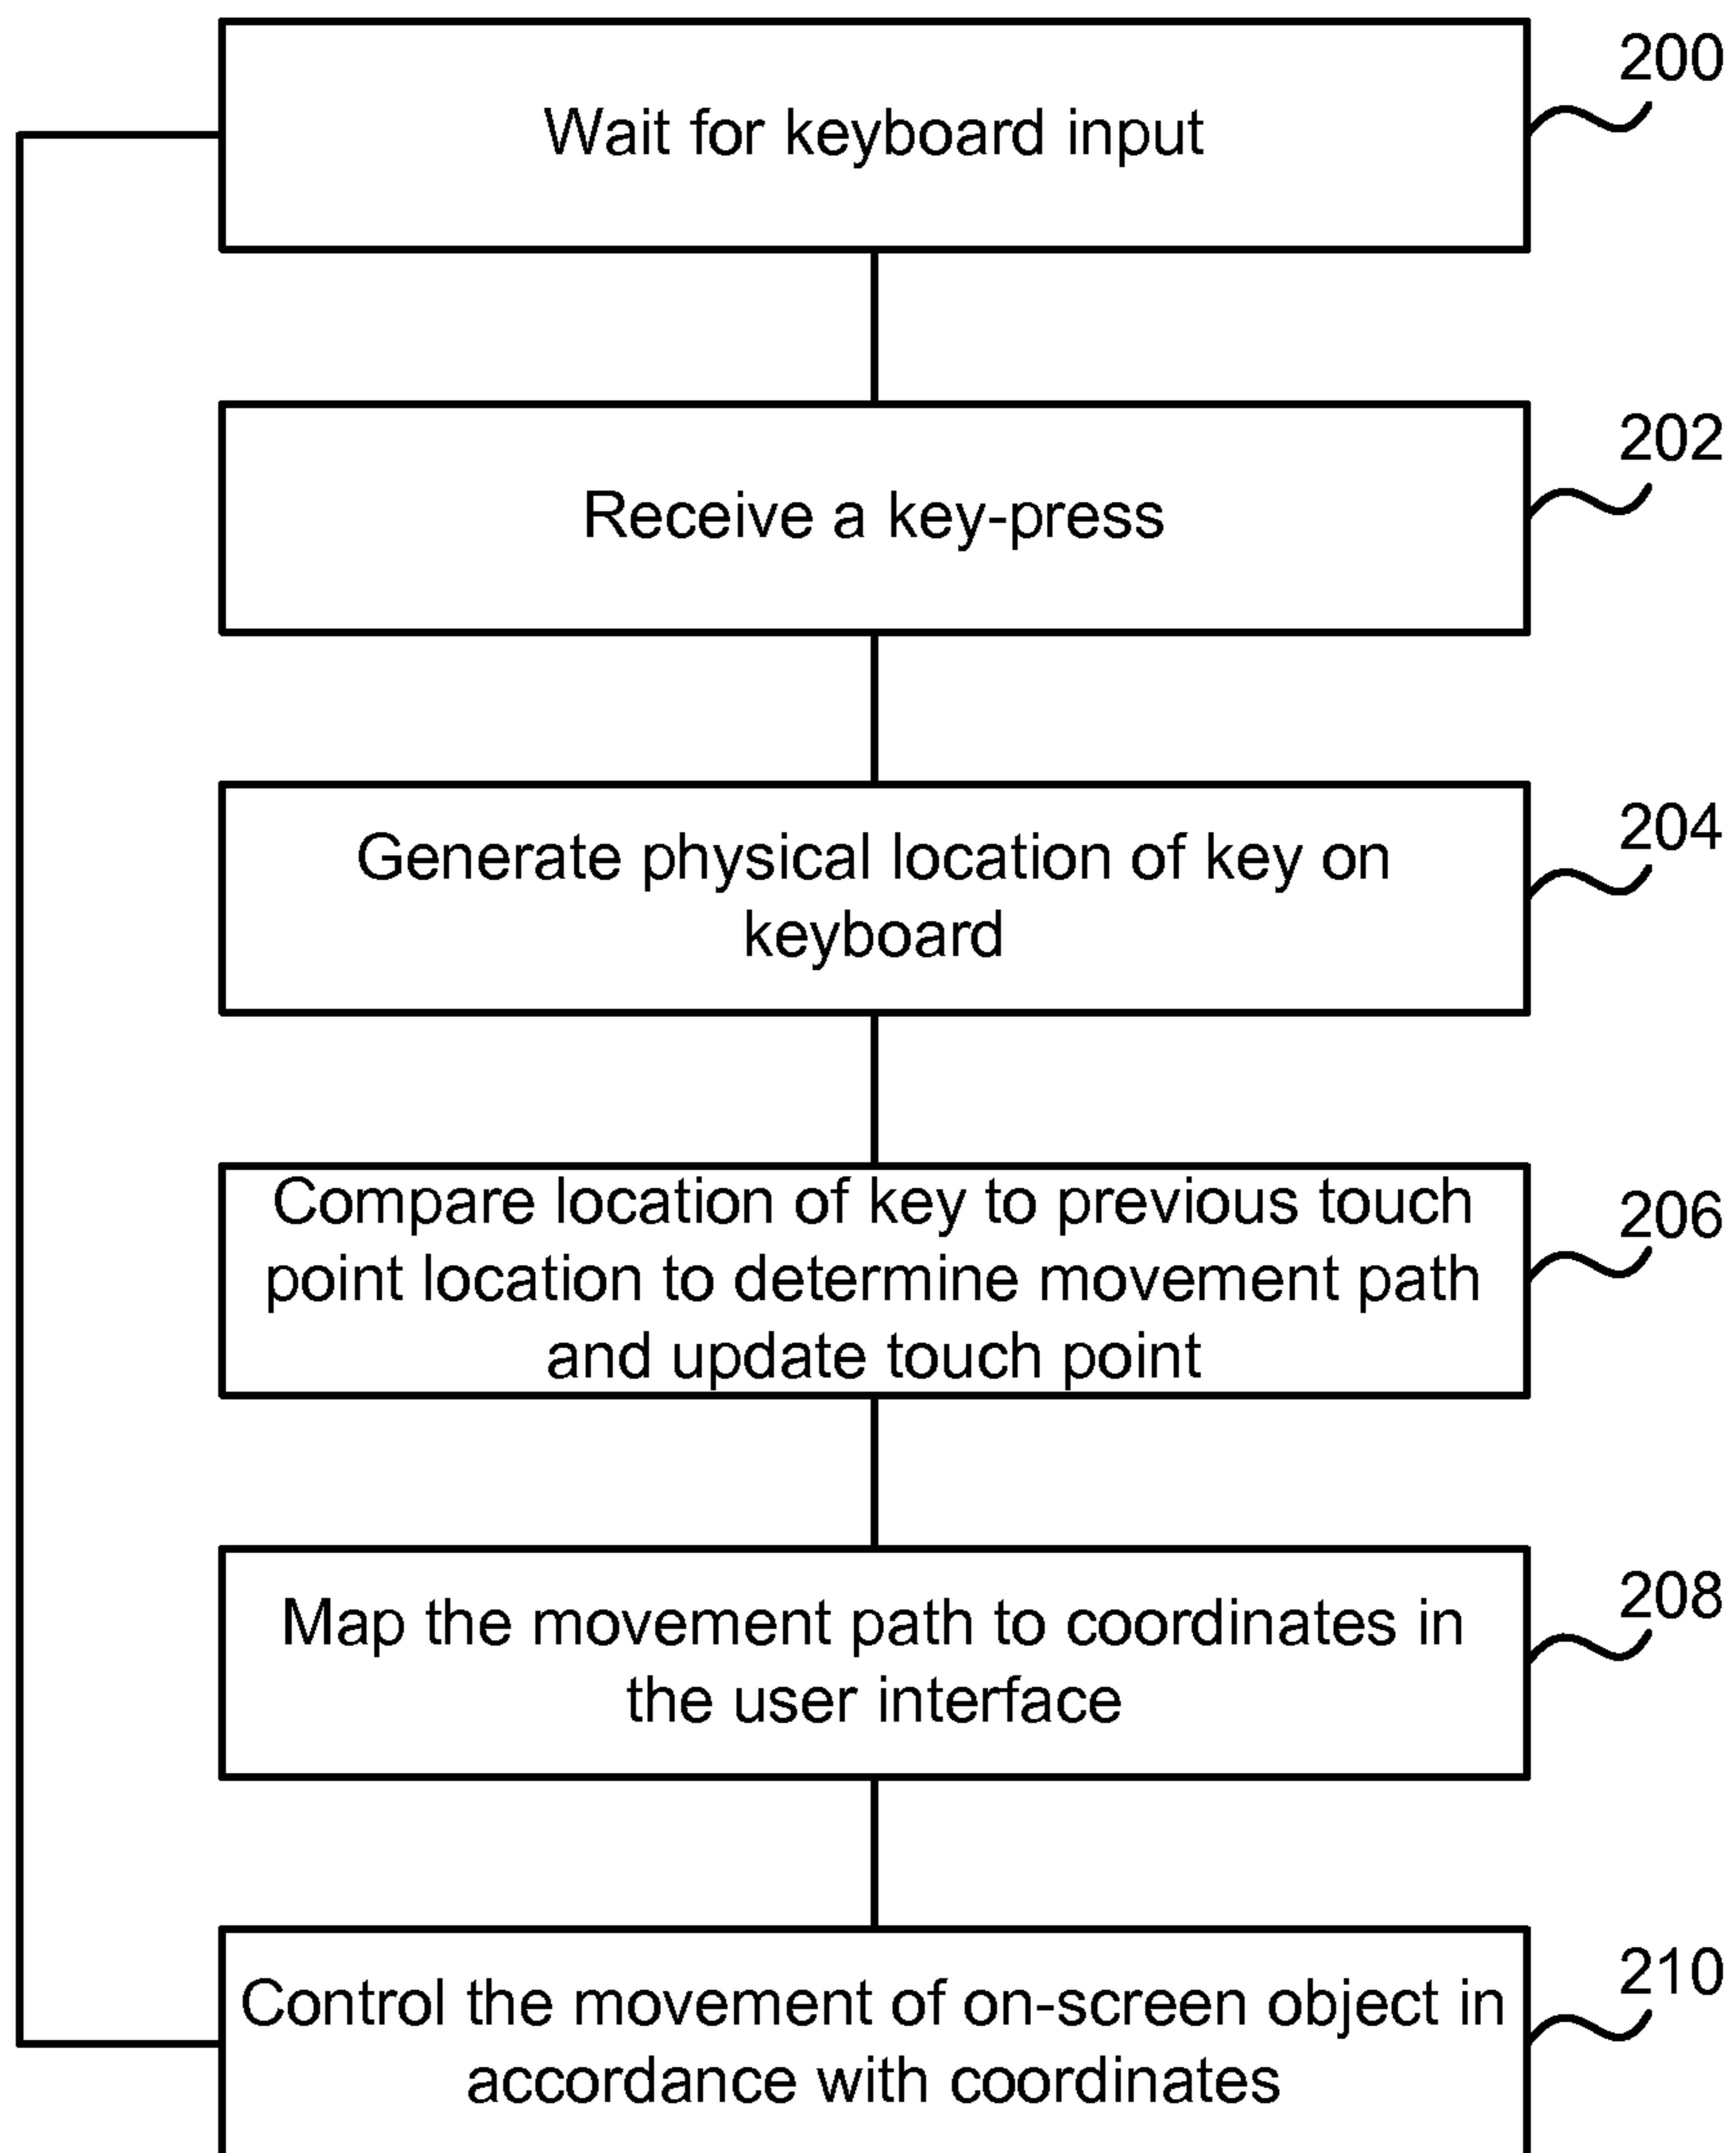 200
Wait for keyboard input
202
Receive a key-press
204
Generate physical location of key on
keyboard
206
Compare location of key to previous touch
point location to determine movement path
and update touch point
208
Map the movement path to coordinates in
the user interface
210
Control the movement of on-screen object in
accordance with coordinates